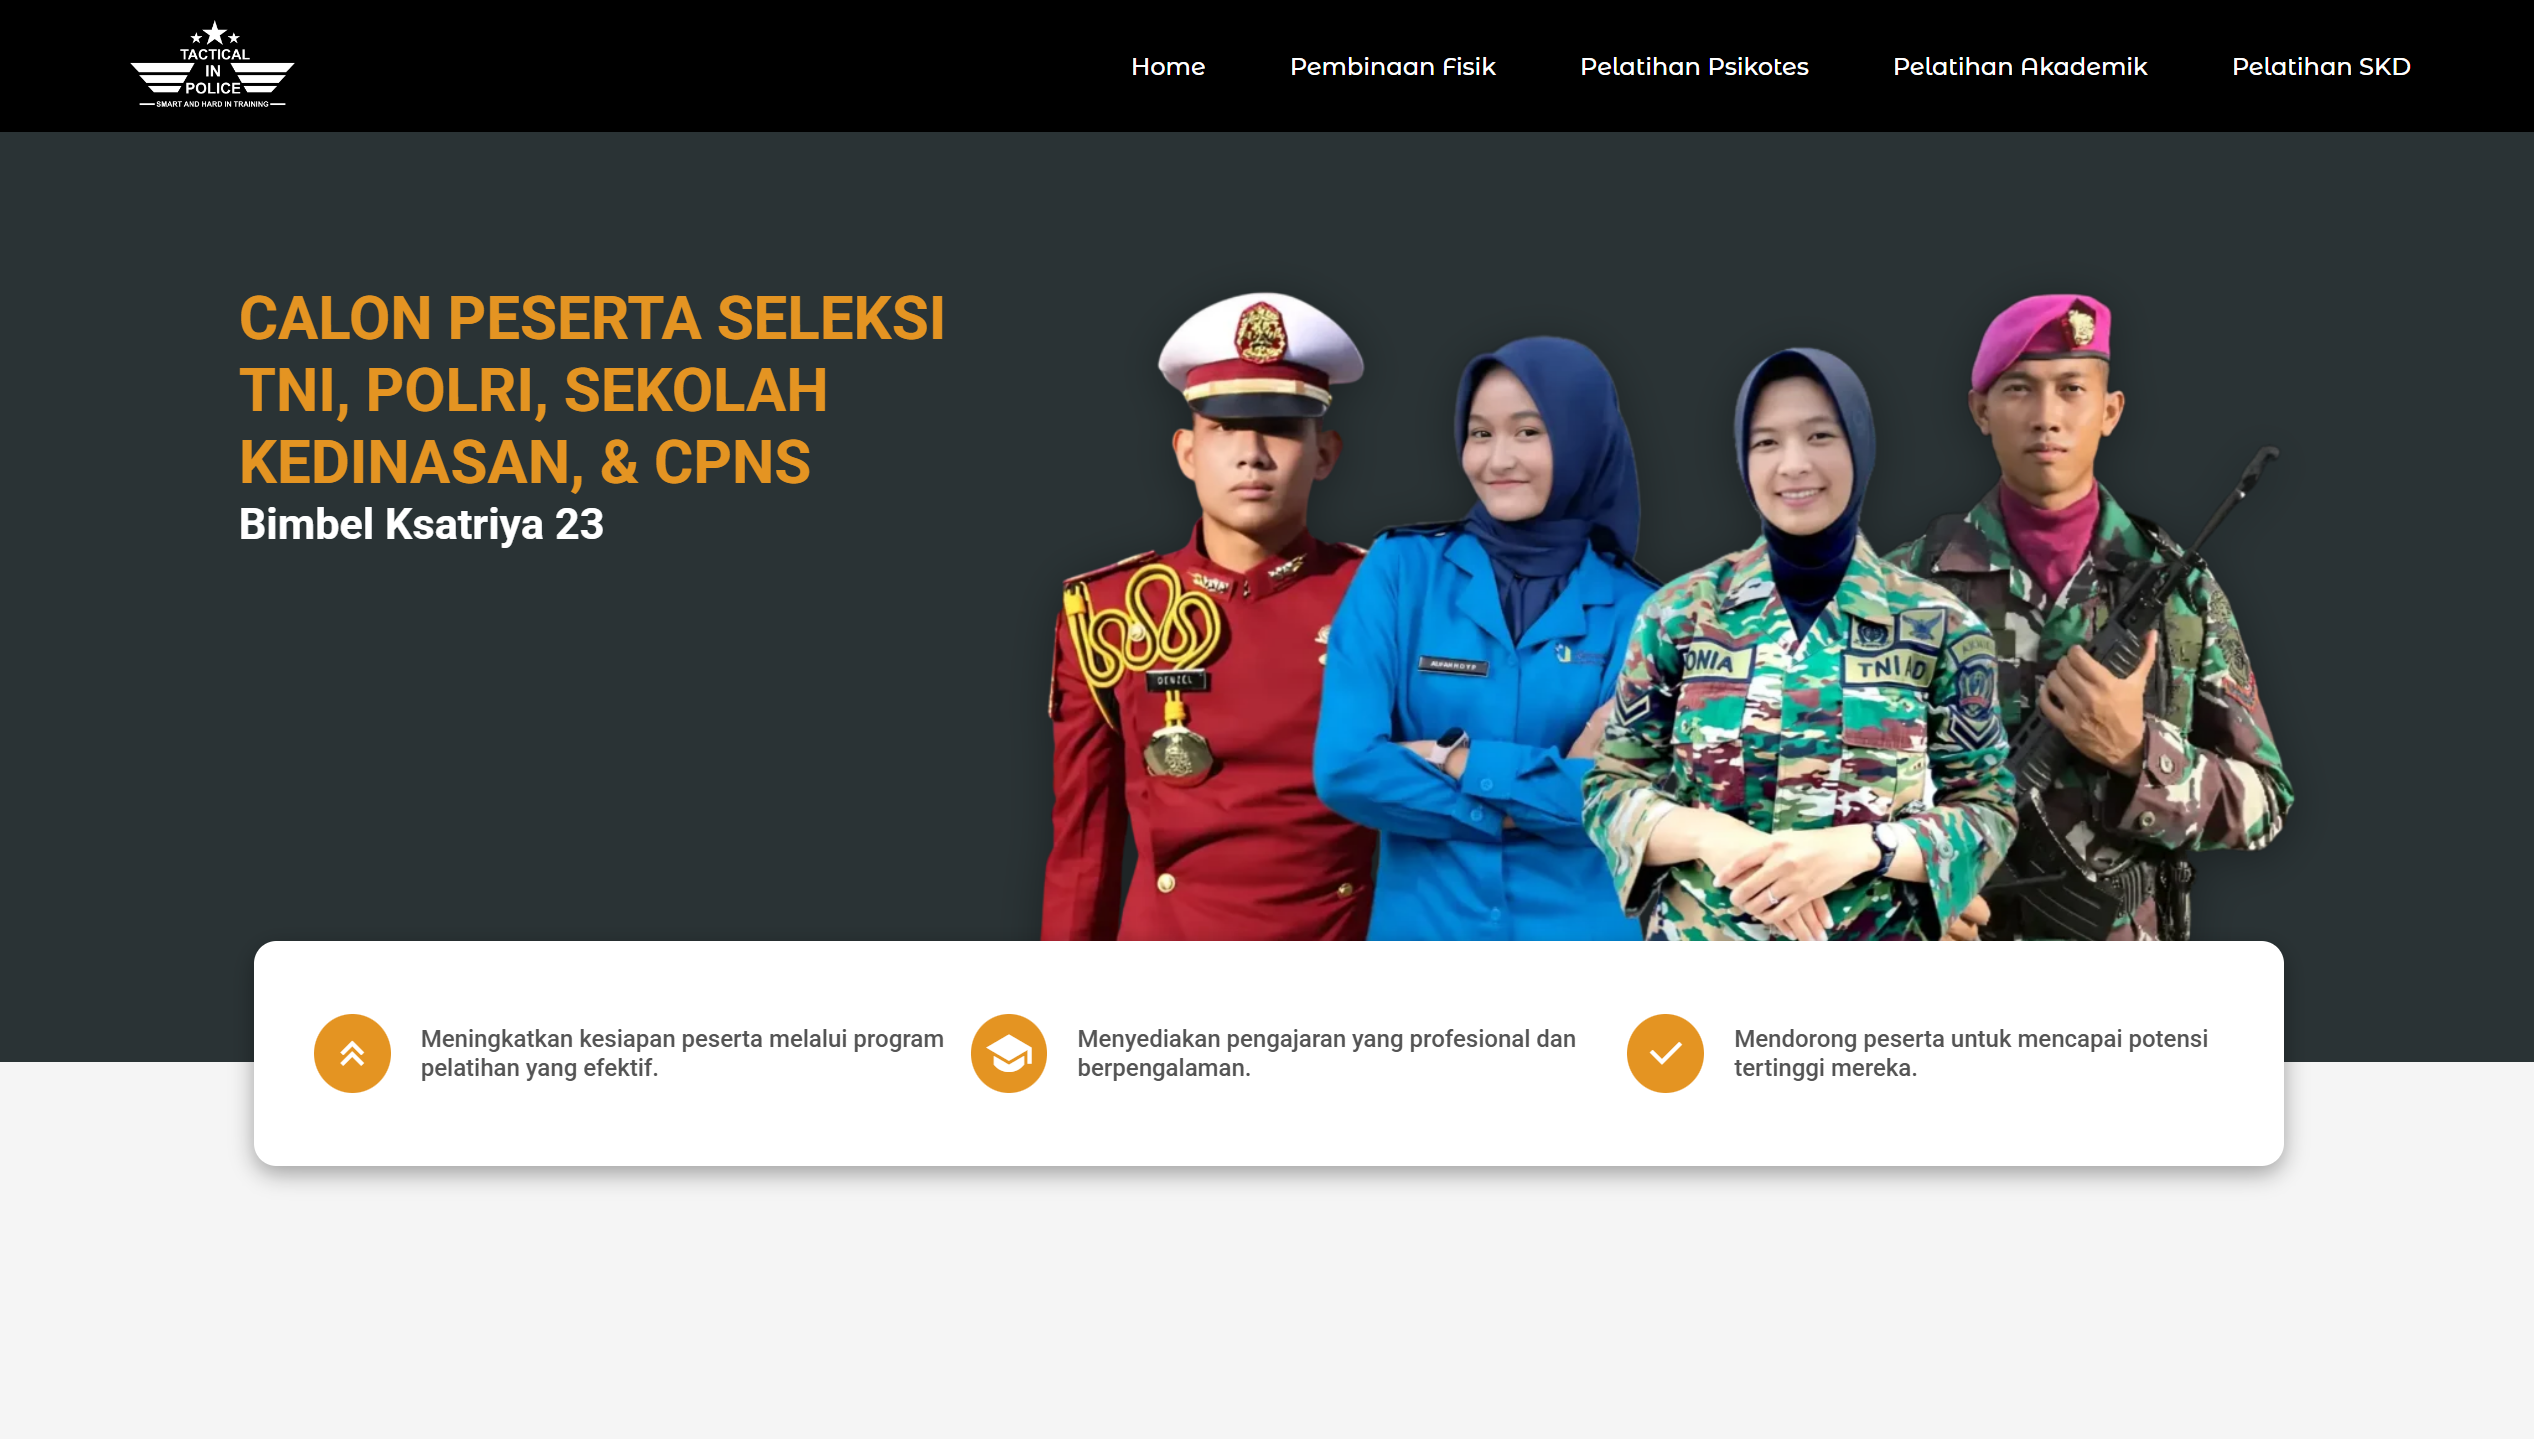 TACTICAL
IN
POLICE
SMART AND HARD IN TRAINING
Home
Pembinaan Fisik
Pelatihan Psikotes
Pelatihan Akademik
Pelatihan SKD
CALON PESERTA SELEKSI
TNI, POLRI, SEKOLAH
KEDINASAN, & CPNS
Bimbel Ksatriya 23
DENZEL
ONIA
TNI AD
Meningkatkan kesiapan peserta melalui program
pelatihan yang efektif.
Menyediakan pengajaran yang profesional dan
berpengalaman.
Mendorong peserta untuk mencapai potensi
tertinggi mereka.